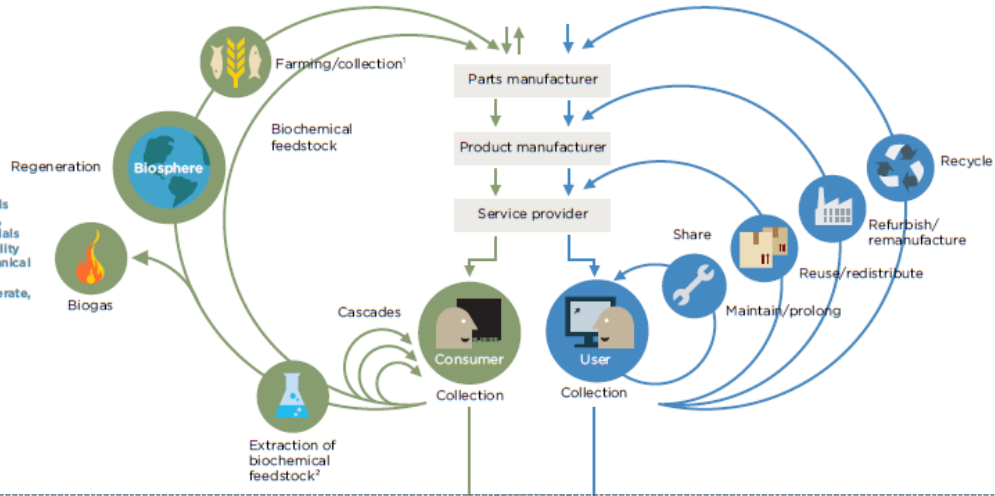 Farming/collection¹
Parts manufacturer
Biochemical
feedstock
Product manufacturer
Regeneration
Biosphere
Recycle
Service provider
Share
Refurbish/
remanufacture
Reuse/redistribute
Biogas
Cascades
Maintain/prolong
Consumer
User
Collection
Collection
Extraction of
biochemical
feedstock²